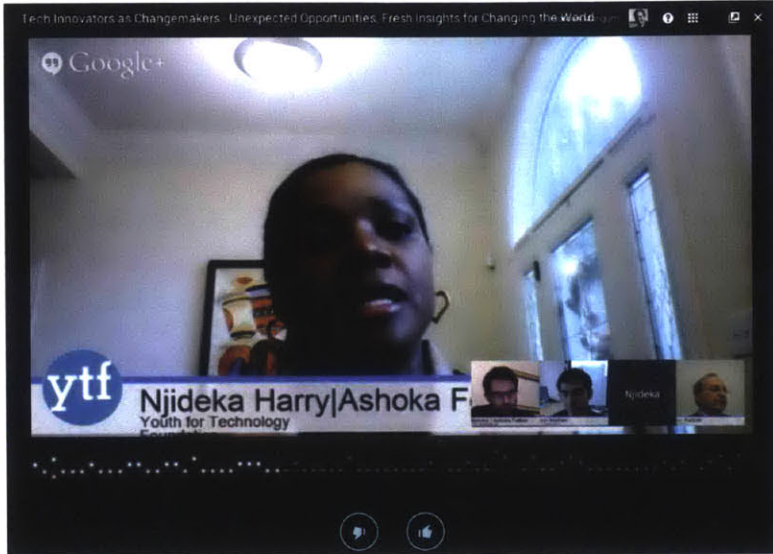 Tech Innovators as Changemakers - Unexpected Opportunities, Fresh Insights for Changing the World
Google+
ytf
Njideka Harry|Ashoka F
Youth for Technology
Foundation
Njideka